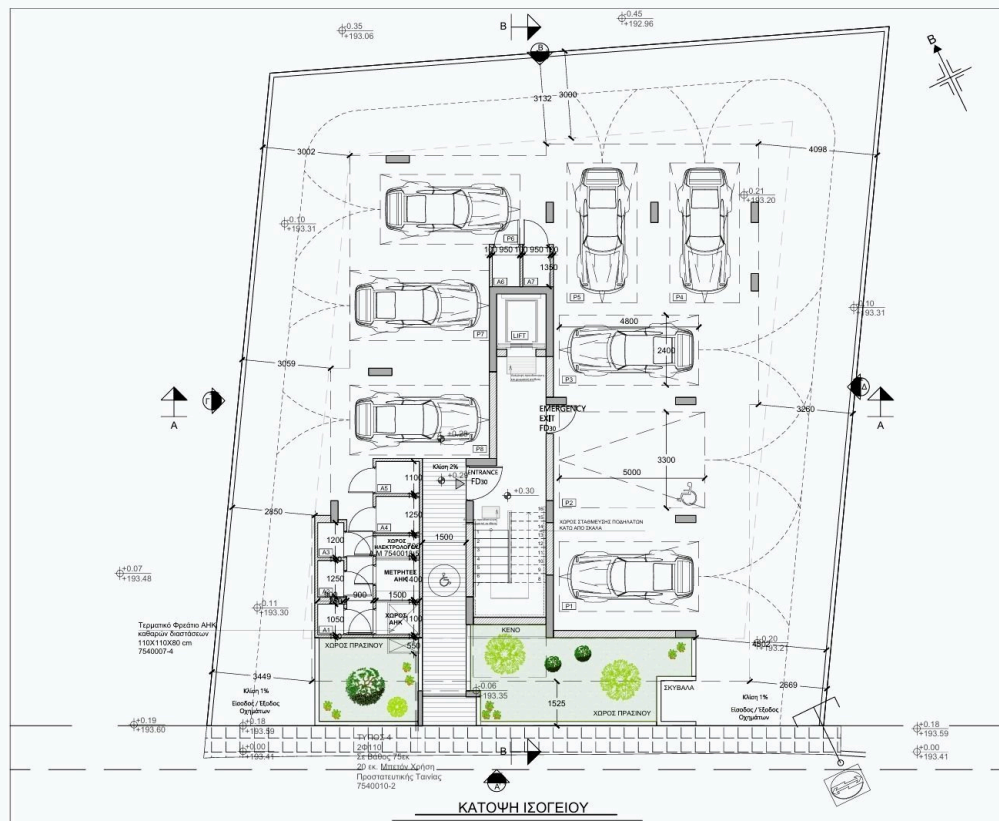 +0.45
+192.96
+0.35
+193.06
B
B
B
3132
3000
3002
4098
+0.21
+193.20
+0.10
+193.31
P6
950
950
1350
A6
A7
P5
P4
LIFT
4800
2400
P7
P3
+0.10
+193.31
3059
Γ
Δ
A
A
3260
EMERGENCY
EXIT
FD30
+0.28
P8
Κλίση 2%
ENTRANCE
FD30
+0.30
3300
5000
P2
ΧΩΡΟΣ ΣΤΑΘΜΕΥΣΗΣ ΠΟΔΗΛΑΤΩΝ
ΚΑΤΩ ΑΠΟ ΣΚΑΛΑ
A5
1100
A4
1250
2850
1500
A3
1200
ΧΩΡΟΣ
ΜΕΤΡΗΤΕΣ
ΑΗΚ
1250
1400
900
1500
1050
A1
ΧΩΡΟΣ
ΑΗΚ
1100
550
P1
+0.07
+193.48
+0.11
+193.30
Τερματικό Φρεάτιο ΑΗΚ
καθαρών διαστάσεων
110X110X80 cm
7540007-4
ΧΩΡΟΣ ΠΡΑΣΙΝΟΥ
ΚΕΝΟ
+0.20
4802
3449
+0.06
+193.35
1525
ΣΚΥΒΑΛΑ
2669
ΧΩΡΟΣ ΠΡΑΣΙΝΟΥ
Κλίση 1%
Είσοδος / Έξοδος
Οχημάτων
Κλίση 1%
Είσοδος / Έξοδος
Οχημάτων
+0.19
+193.60
+0.18
+193.59
+0.18
+193.59
+0.00
+193.41
+0.00
+193.41
ΤΥΠΟΣ 4
2Φ110
Σε Βάθος 75εκ
20 εκ. Μπετόν Χρήση
Προστατευτικής Ταινίας
7540010-2
B
A
ΚΑΤΟΨΗ ΙΣΟΓΕΙΟΥ